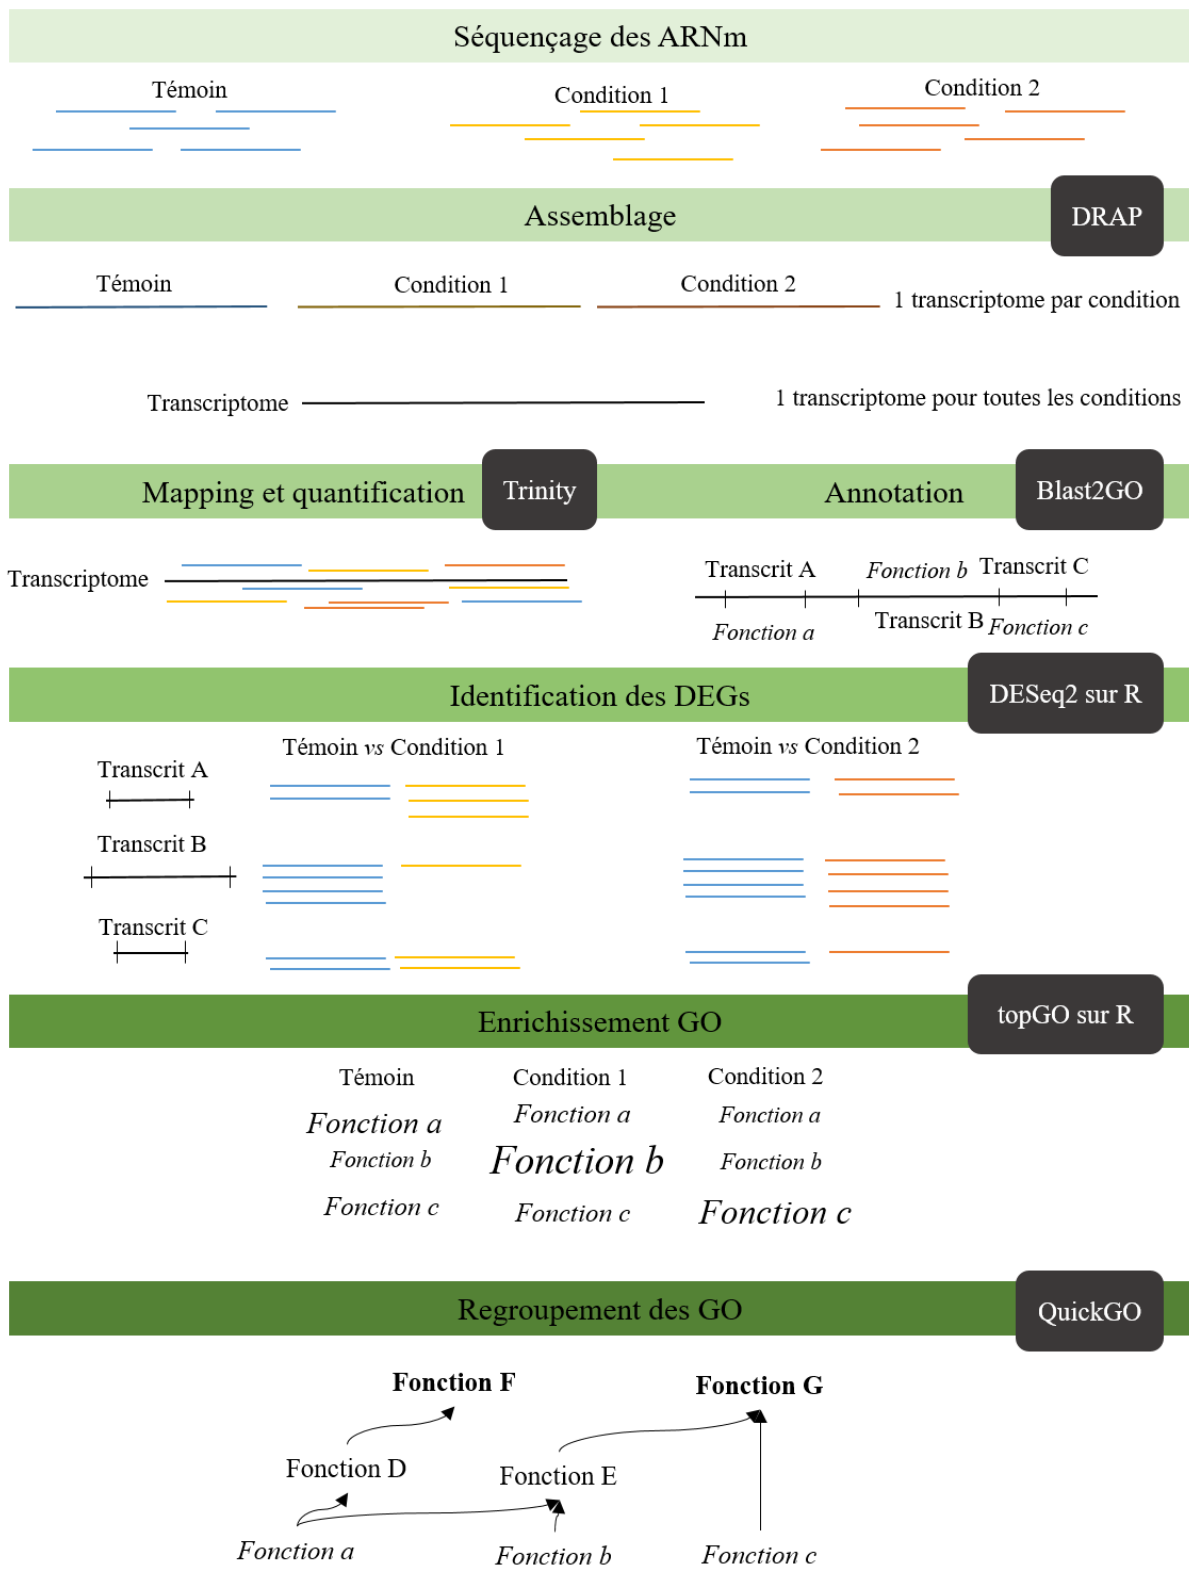 Séquençage des ARNm
Témoin
Condition 1
Condition 2
Assemblage
DRAP
Témoin
Condition 1
Condition 2
1 transcriptome par condition
Transcriptome
1 transcriptome pour toutes les conditions
Mapping et quantification
Trinity
Annotation
Blast2GO
Transcriptome
Transcrit A
Fonction b
Transcrit C
Fonction a
Transcrit B
Fonction c
Identification des DEGs
DESeq2 sur R
Témoin vs Condition 1
Témoin vs Condition 2
Transcrit A
Transcrit B
Transcrit C
Enrichissement GO
topGO sur R
Témoin
Condition 1
Condition 2
Fonction a
Fonction a
Fonction a
Fonction b
Fonction b
Fonction b
Fonction c
Fonction c
Fonction c
Regroupement des GO
QuickGO
Fonction F
Fonction G
Fonction D
Fonction E
Fonction a
Fonction b
Fonction c